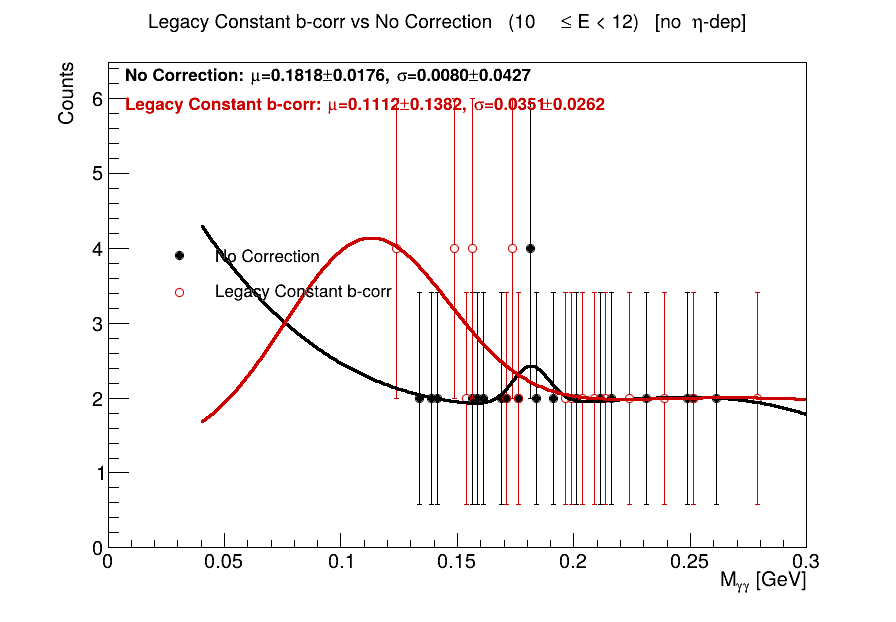 Legacy Constant b-corr vs No Correction (10 ≤ E < 12) [no η-dep]
Counts
No Correction: μ=0.1818±0.0176, σ=0.0080±0.0427
Legacy Constant b-corr: μ=0.1112±0.1382, σ=0.0351±0.0262
6
5
4
3
2
1
0
No Correction
Legacy Constant b-corr
0 0.05 0.1 0.15 0.2 0.25 0.3
Mγγ [GeV]